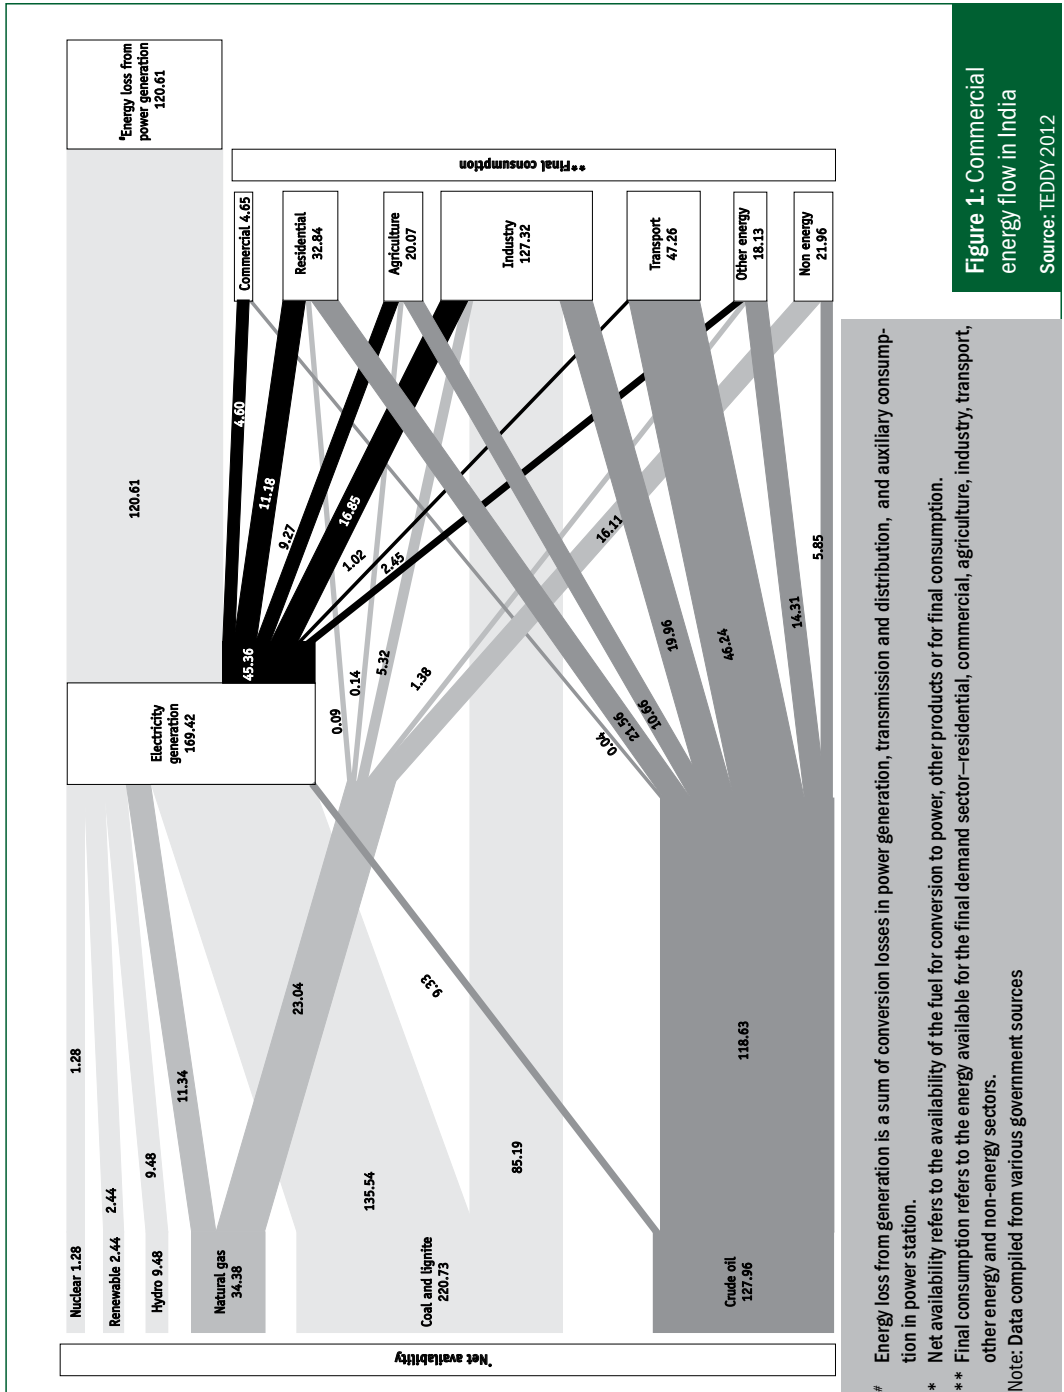 *Net availability
Nuclear 1.28
Renewable 2.44
Hydro 9.48
Natural gas
34.38
Coal and lignite
220.73
Crude oil
127.96
1.28
2.44
9.48
11.34
23.04
135.54
85.19
9.33
118.63
Electricity
generation
169.42
45.36
120.61
#Energy loss from
power generation
120.61
4.60
11.18
9.27
16.85
1.02
2.45
0.09
0.14
5.32
1.38
16.11
0.04
21.56
10.66
19.96
46.24
14.31
5.85
Commercial 4.65
Residential
32.84
Agriculture
20.07
Industry
127.32
Transport
47.26
Other energy
18.13
Non energy
21.96
**Final consumption
# Energy loss from generation is a sum of conversion losses in power generation, transmission and distribution, and auxiliary consump-
tion in power station.
* Net availability refers to the availability of the fuel for conversion to power, other products or for final consumption.
** Final consumption refers to the energy available for the final demand sector—residential, commercial, agriculture, industry, transport,
other energy and non-energy sectors.
Note: Data compiled from various government sources
Figure 1: Commercial
energy flow in India
Source: TEDDY 2012